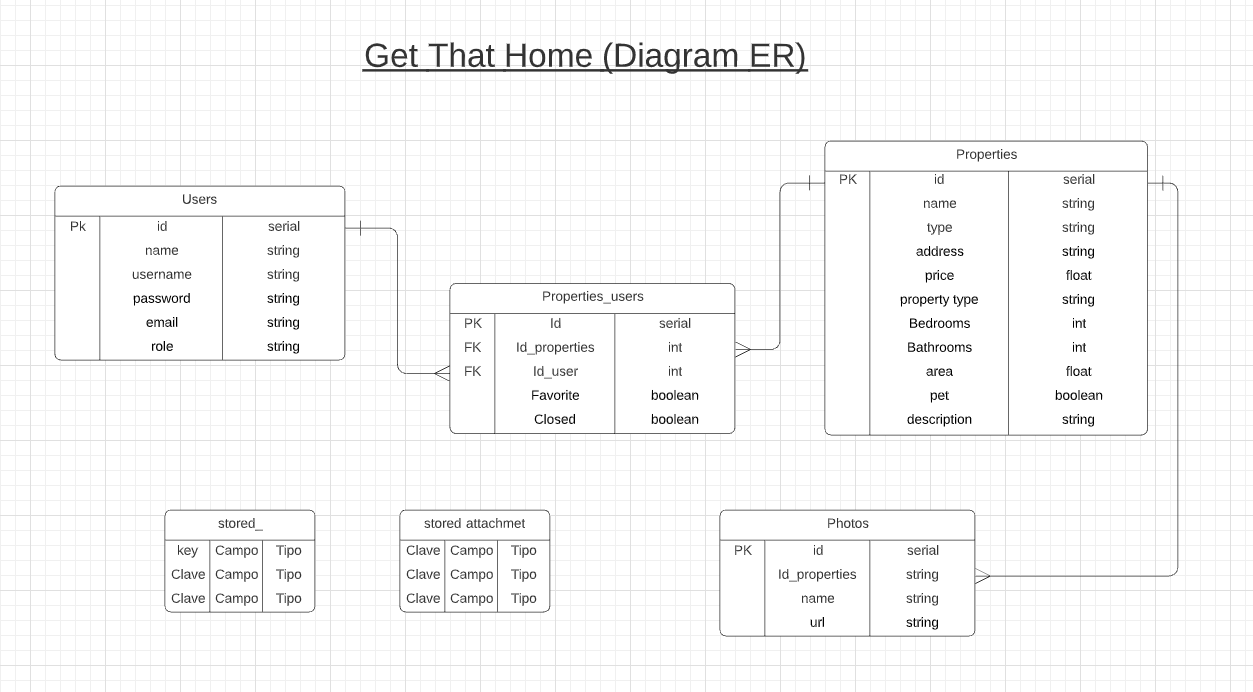 Get That Home (Diagram ER)
Users
Pk id serial
name string
username string
password string
email string
role string
Properties_users
PK Id serial
FK Id_properties int
FK Id_user int
Favorite boolean
Closed boolean
Properties
PK id serial
name string
type string
address string
price float
property type string
Bedrooms int
Bathrooms int
area float
pet boolean
description string
stored_
key Campo Tipo
Clave Campo Tipo
Clave Campo Tipo
stored attachmet
Clave Campo Tipo
Clave Campo Tipo
Clave Campo Tipo
Photos
PK id serial
Id_properties string
name string
url string